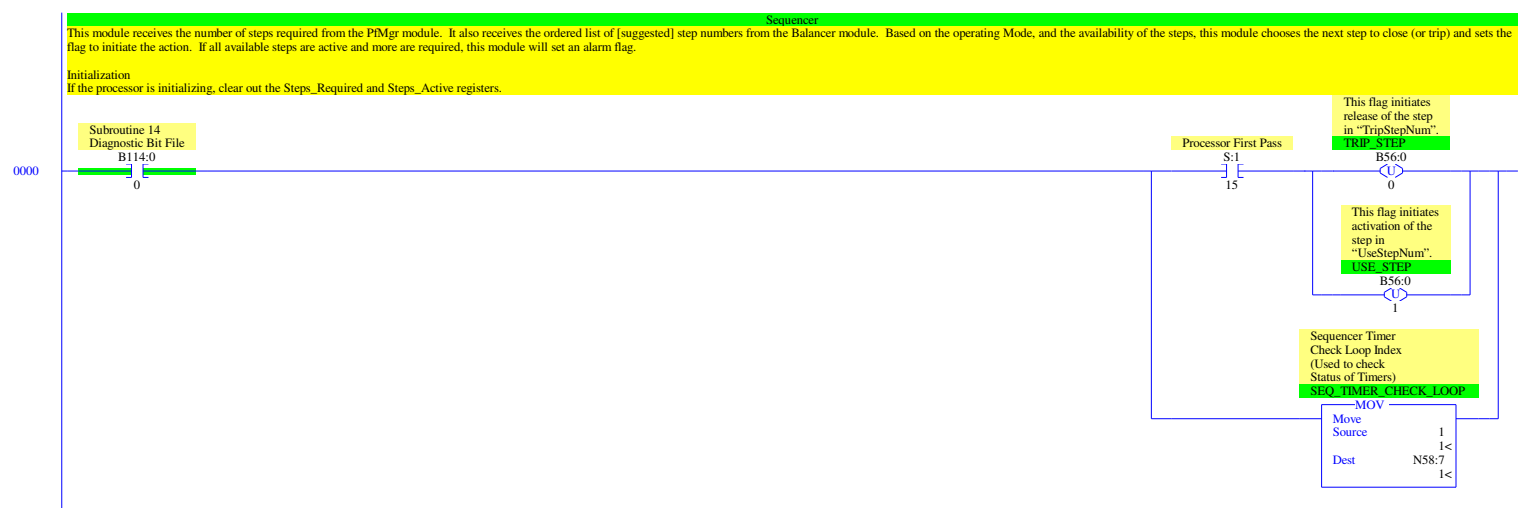 Sequencer
This module receives the number of steps required from the PfMgr module.  It also receives the ordered list of [suggested] step numbers from the Balancer module.  Based on the operating Mode, and the availability of the steps, this module chooses the next step to close (or trip) and sets the
flag to initiate the action.  If all available steps are active and more are required, this module will set an alarm flag.
Initialization
If the processor is initializing, clear out the Steps_Required and Steps_Active registers.
This flag initiates
release of the step
in “TripStepNum”.
TRIP_STEP
B56:0
U
0
Subroutine 14
Diagnostic Bit File
B114:0
0
Processor First Pass
S:1
15
0000
This flag initiates
activation of the
step in
“UseStepNum”.
USE_STEP
B56:0
U
1
Sequencer Timer
Check Loop Index
(Used to check
Status of Timers)
SEQ_TIMER_CHECK_LOOP
MOV
Move
Source 1
1<
Dest N58:7
1<